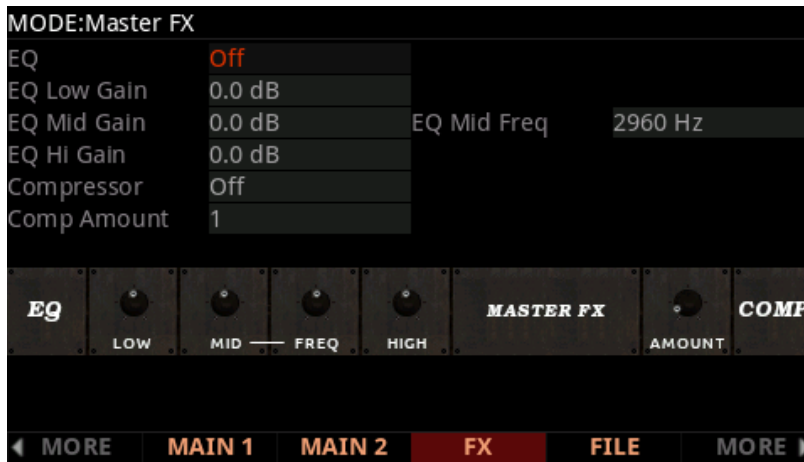 MODE:Master FX
EQ Off
EQ Low Gain 0.0 dB
EQ Mid Gain 0.0 dB EQ Mid Freq 2960 Hz
EQ Hi Gain 0.0 dB
Compressor Off
Comp Amount 1
EQ MASTER FX COMP
LOW MID FREQ HIGH AMOUNT
MORE MAIN 1 MAIN 2 FX FILE MORE